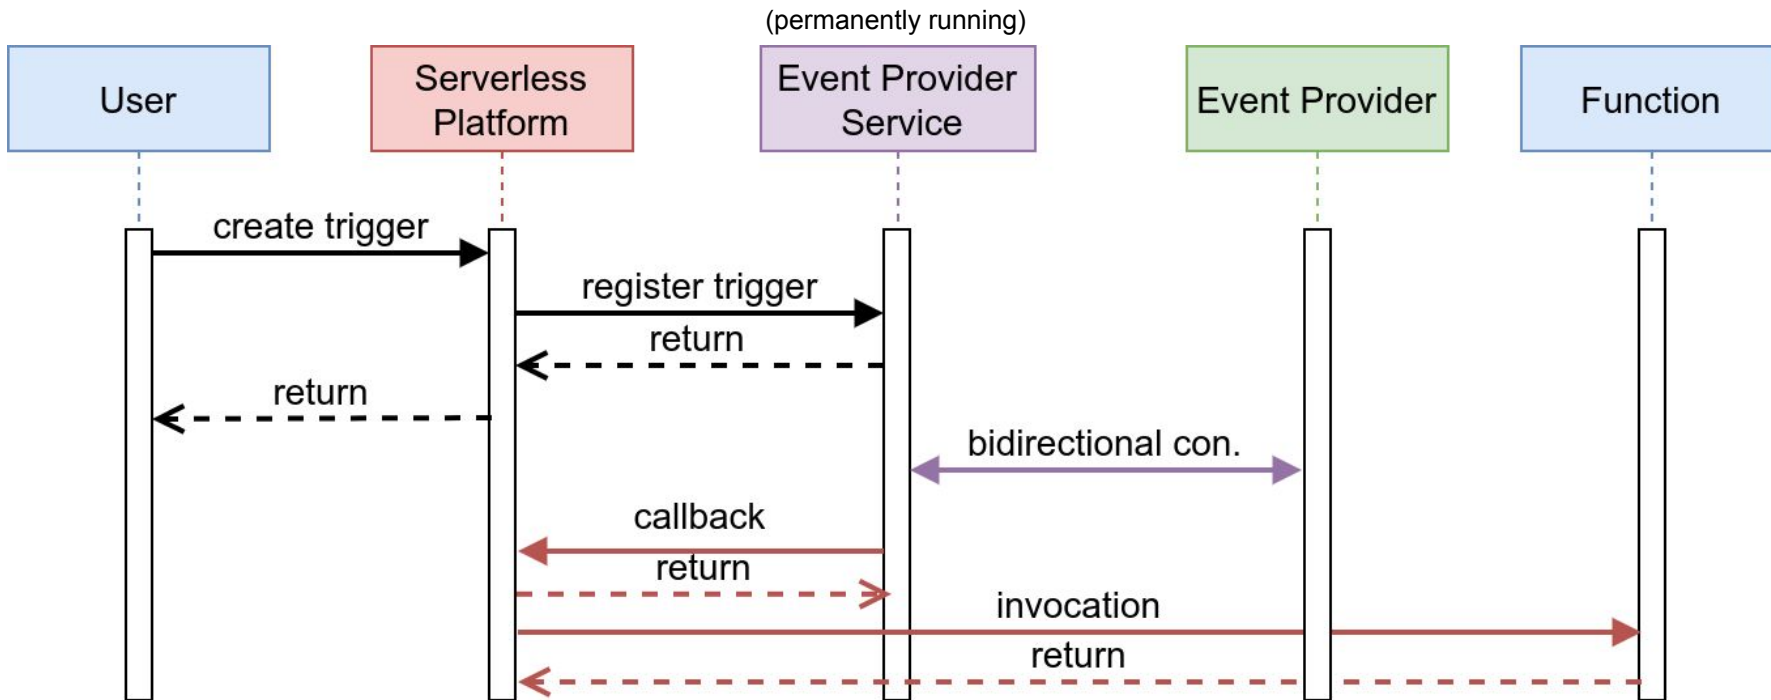 (permanently running)
User
Serverless
Platform
Event Provider
Service
Event Provider
Function
create trigger
register trigger
return
return
bidirectional con.
callback
return
invocation
return